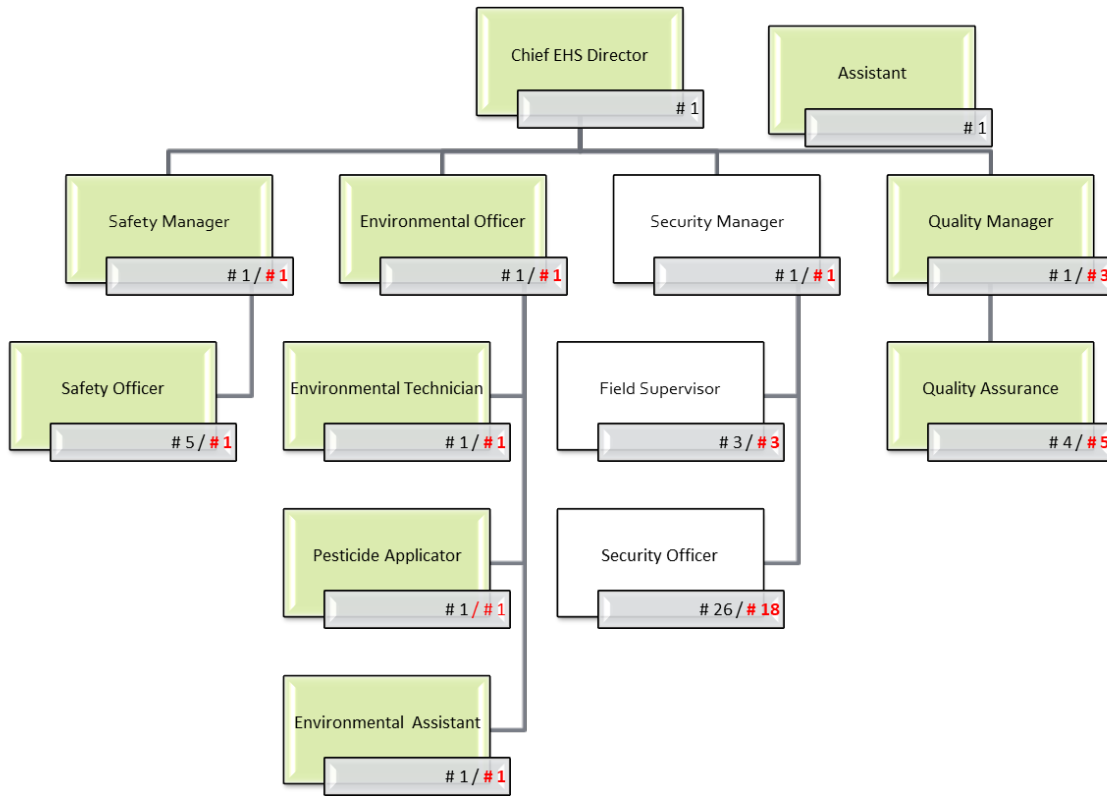 Chief EHS Director
# 1
Assistant
# 1
Safety Manager
# 1 / # 1
Environmental Officer
# 1 / # 1
Security Manager
# 1 / # 1
Quality Manager
# 1 / # 3
Safety Officer
# 5 / # 1
Environmental Technician
# 1 / # 1
Field Supervisor
# 3 / # 3
Quality Assurance
# 4 / # 5
Pesticide Applicator
# 1 / # 1
Security Officer
# 26 / # 18
Environmental Assistant
# 1 / # 1